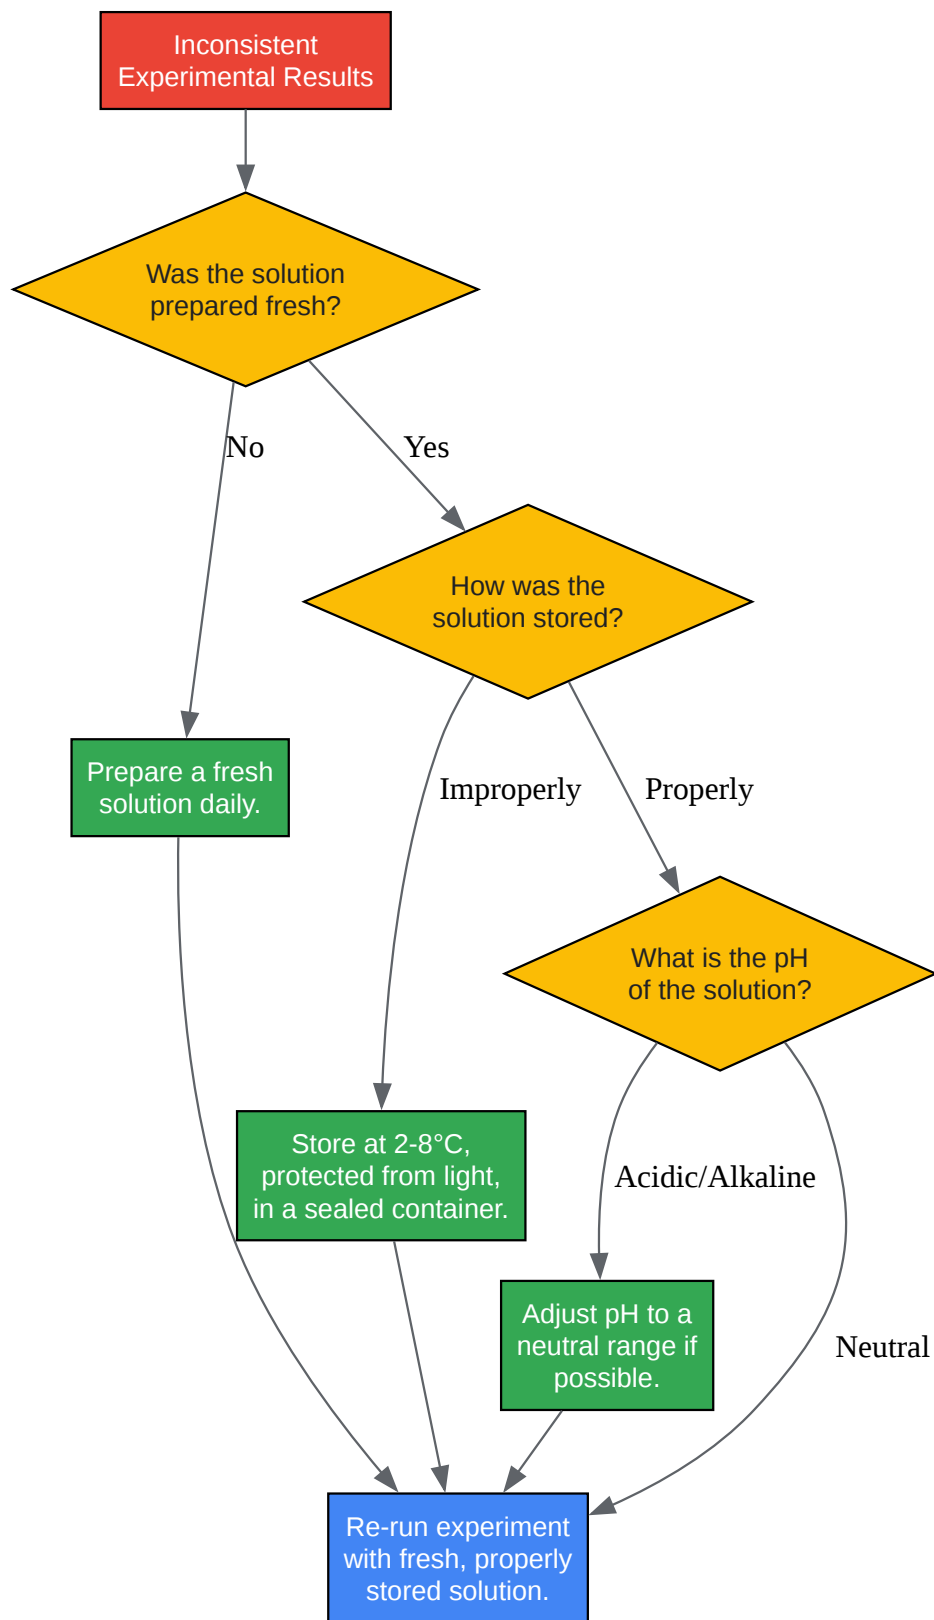 Inconsistent
Experimental Results
Was the solution
prepared fresh?
No
Yes
How was the
solution stored?
Prepare a fresh
solution daily.
Improperly
Properly
What is the pH
of the solution?
Store at 2-8°C,
protected from light,
in a sealed container.
Acidic/Alkaline
Adjust pH to a
neutral range if
possible.
Neutral
Re-run experiment
with fresh, properly
stored solution.